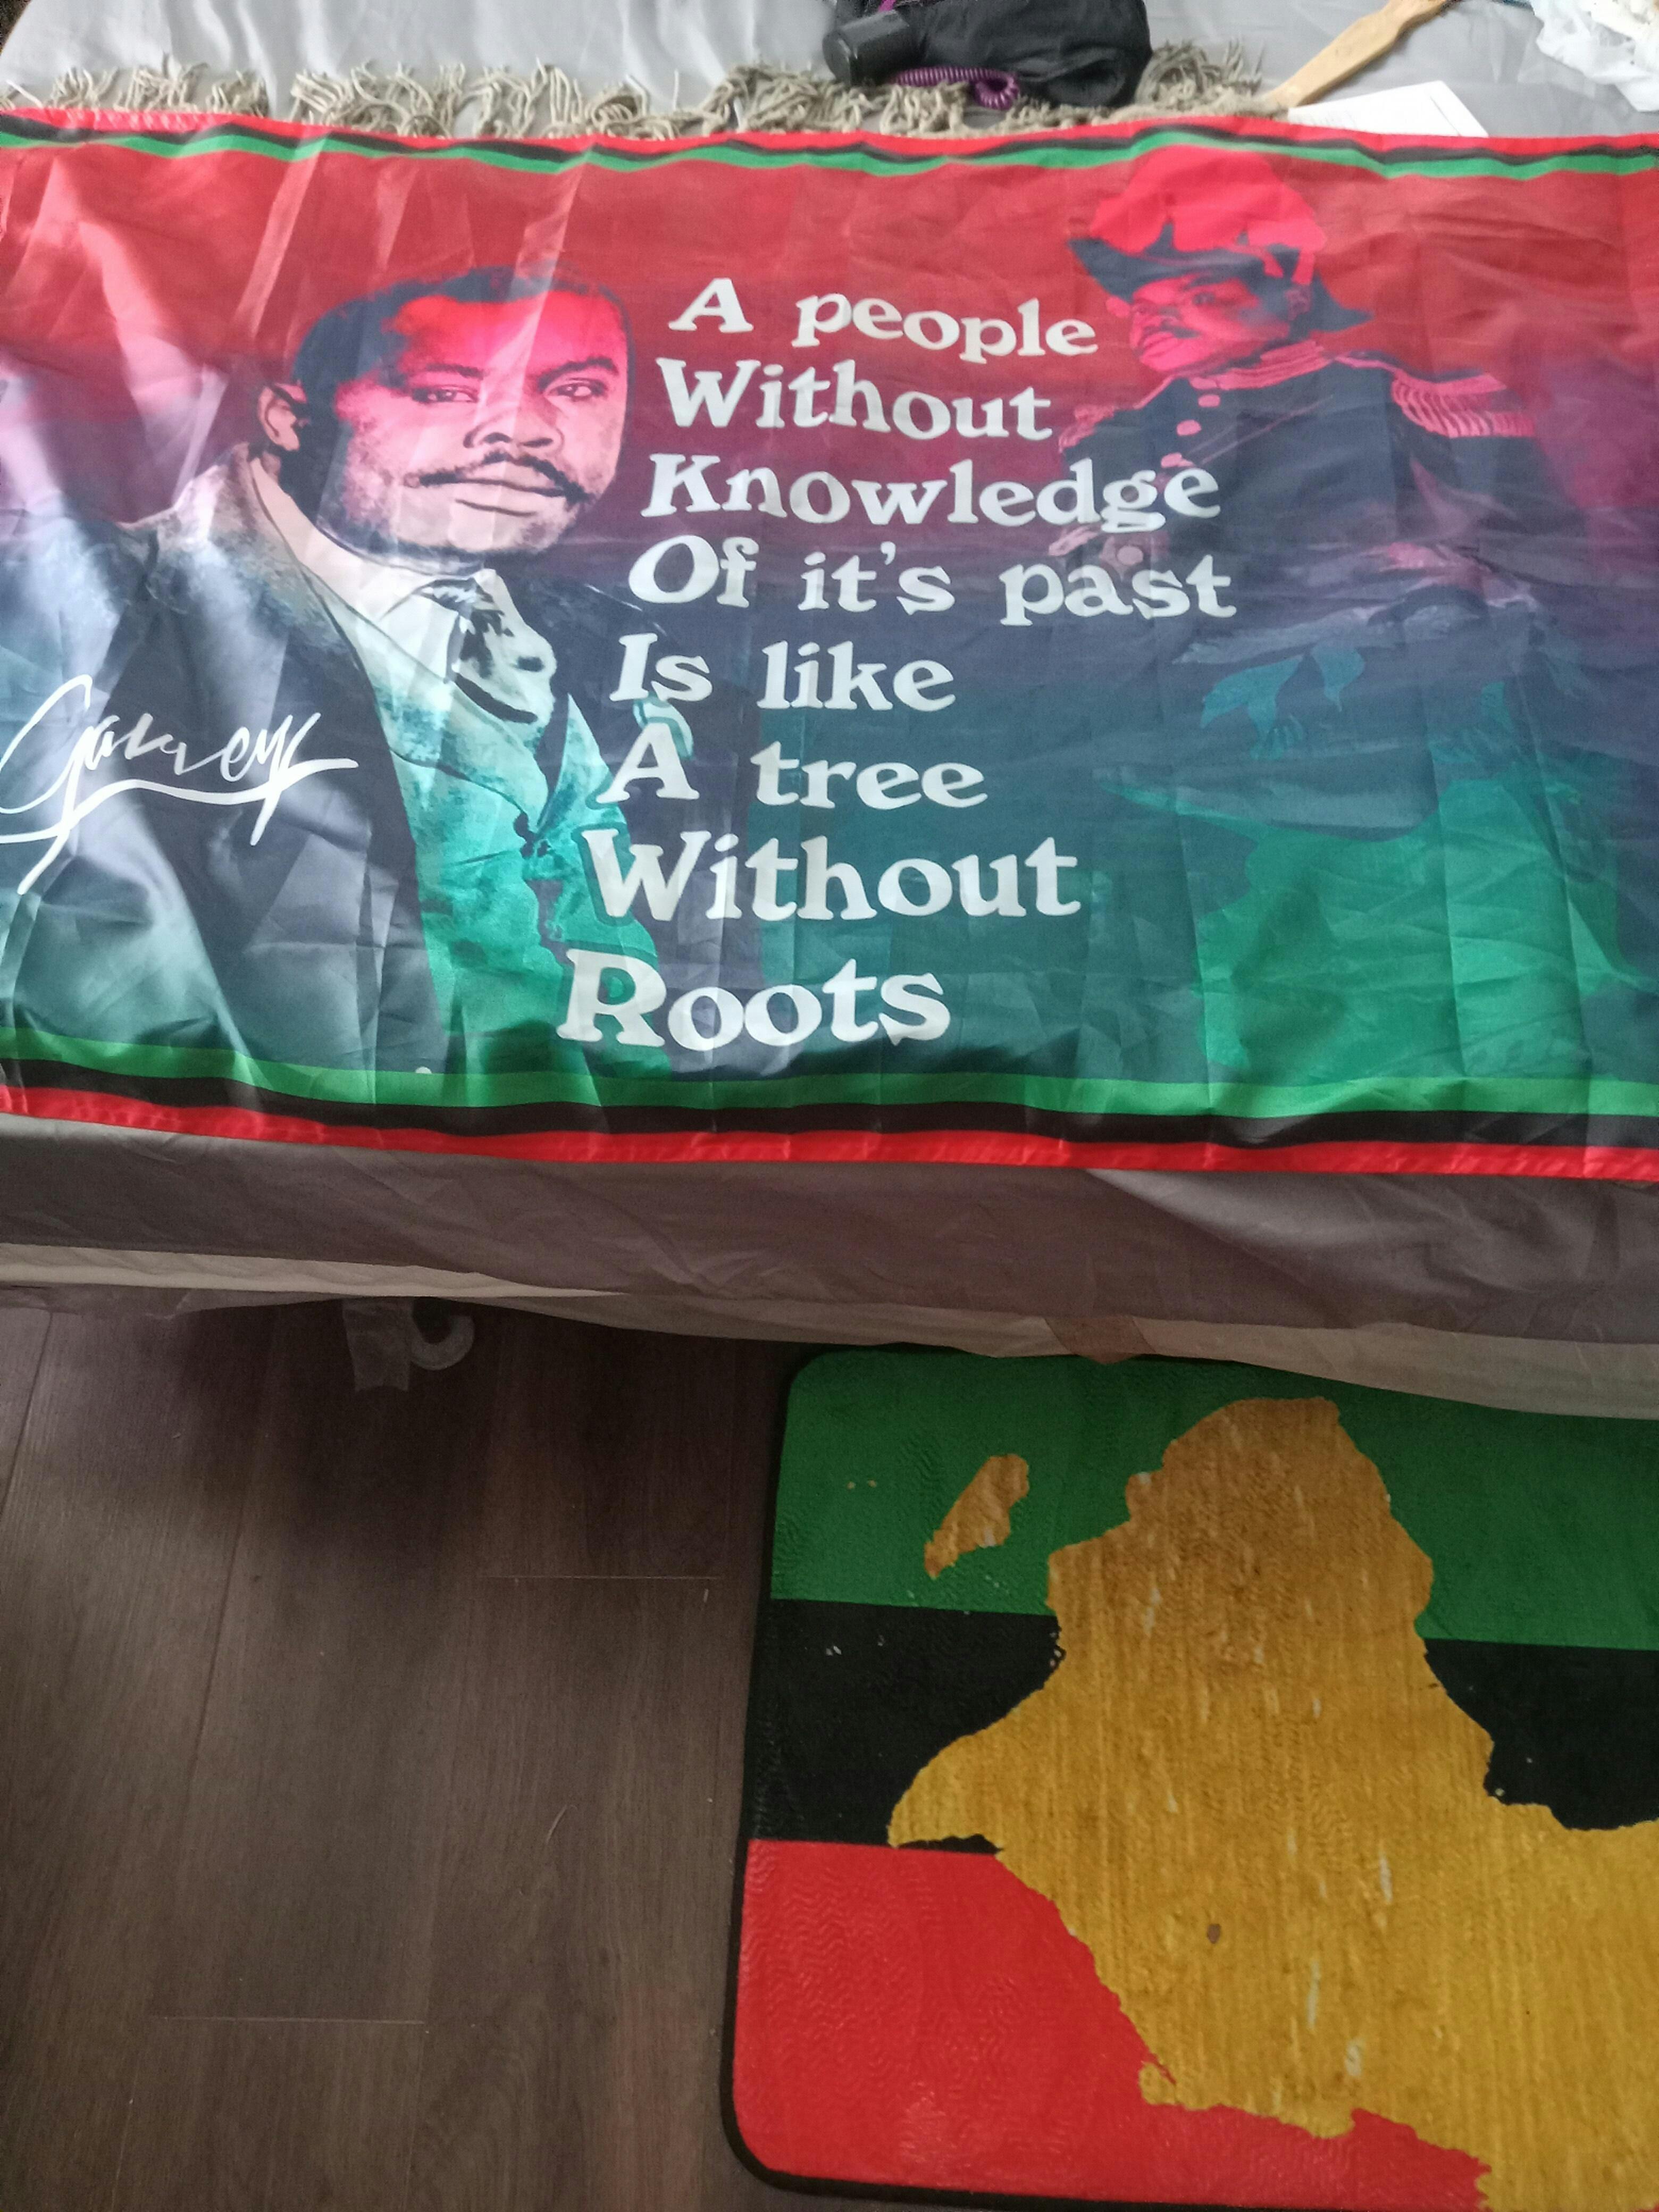 A people
Without
Knowledge
Of it's past
Is like
A tree
Without
Roots
Garvey